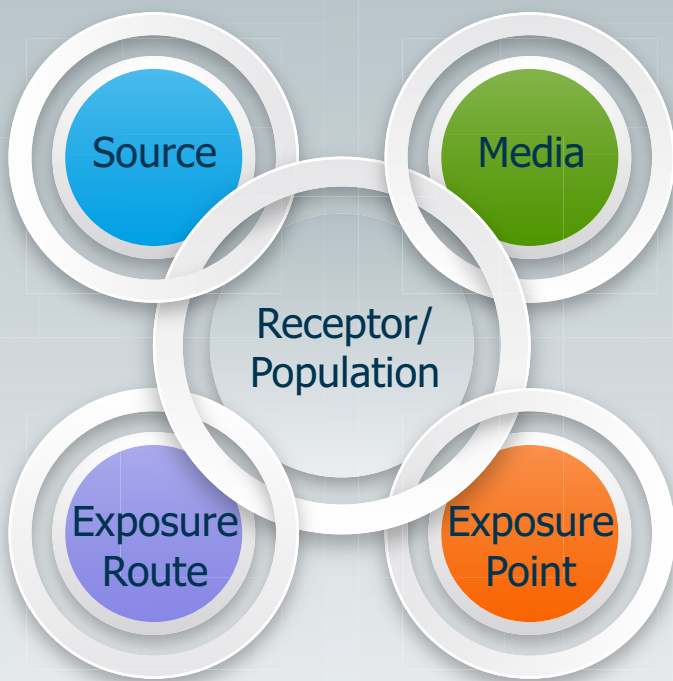 Source
Media
Receptor/
Population
Exposure
Route
Exposure
Point